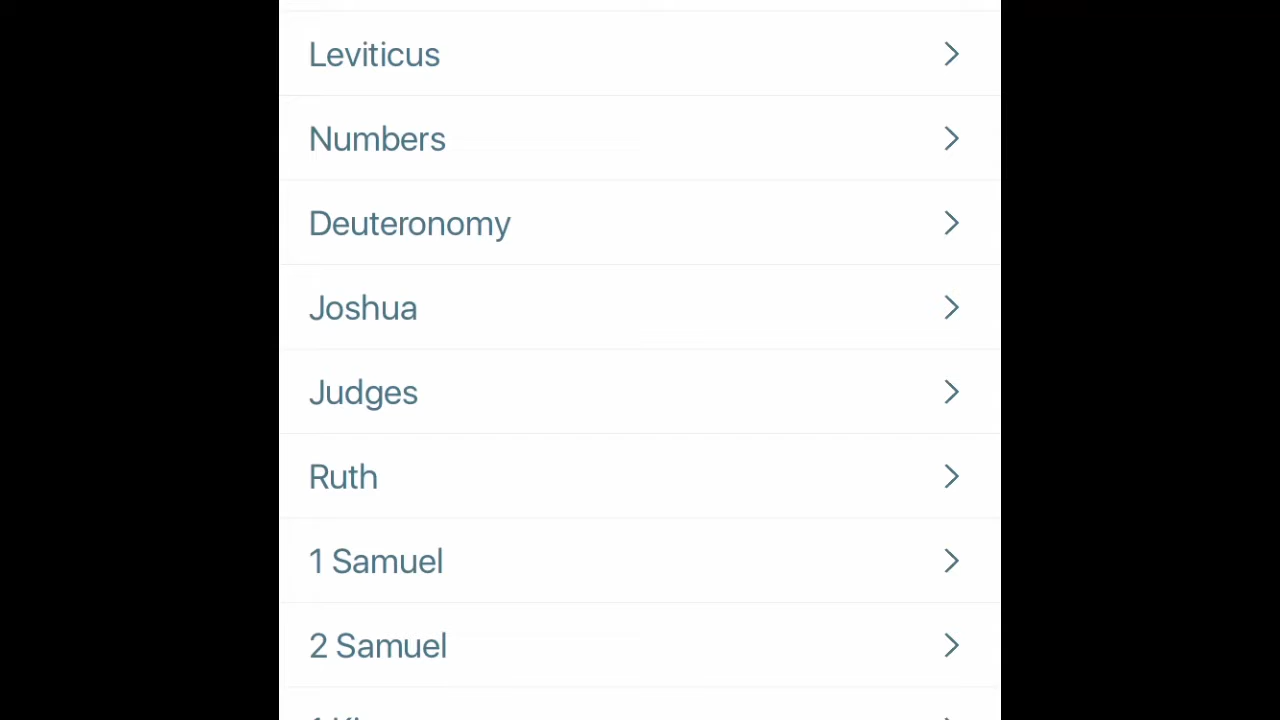 Leviticus
Numbers
Deuteronomy
Joshua
Judges
Ruth
1 Samuel
2 Samuel